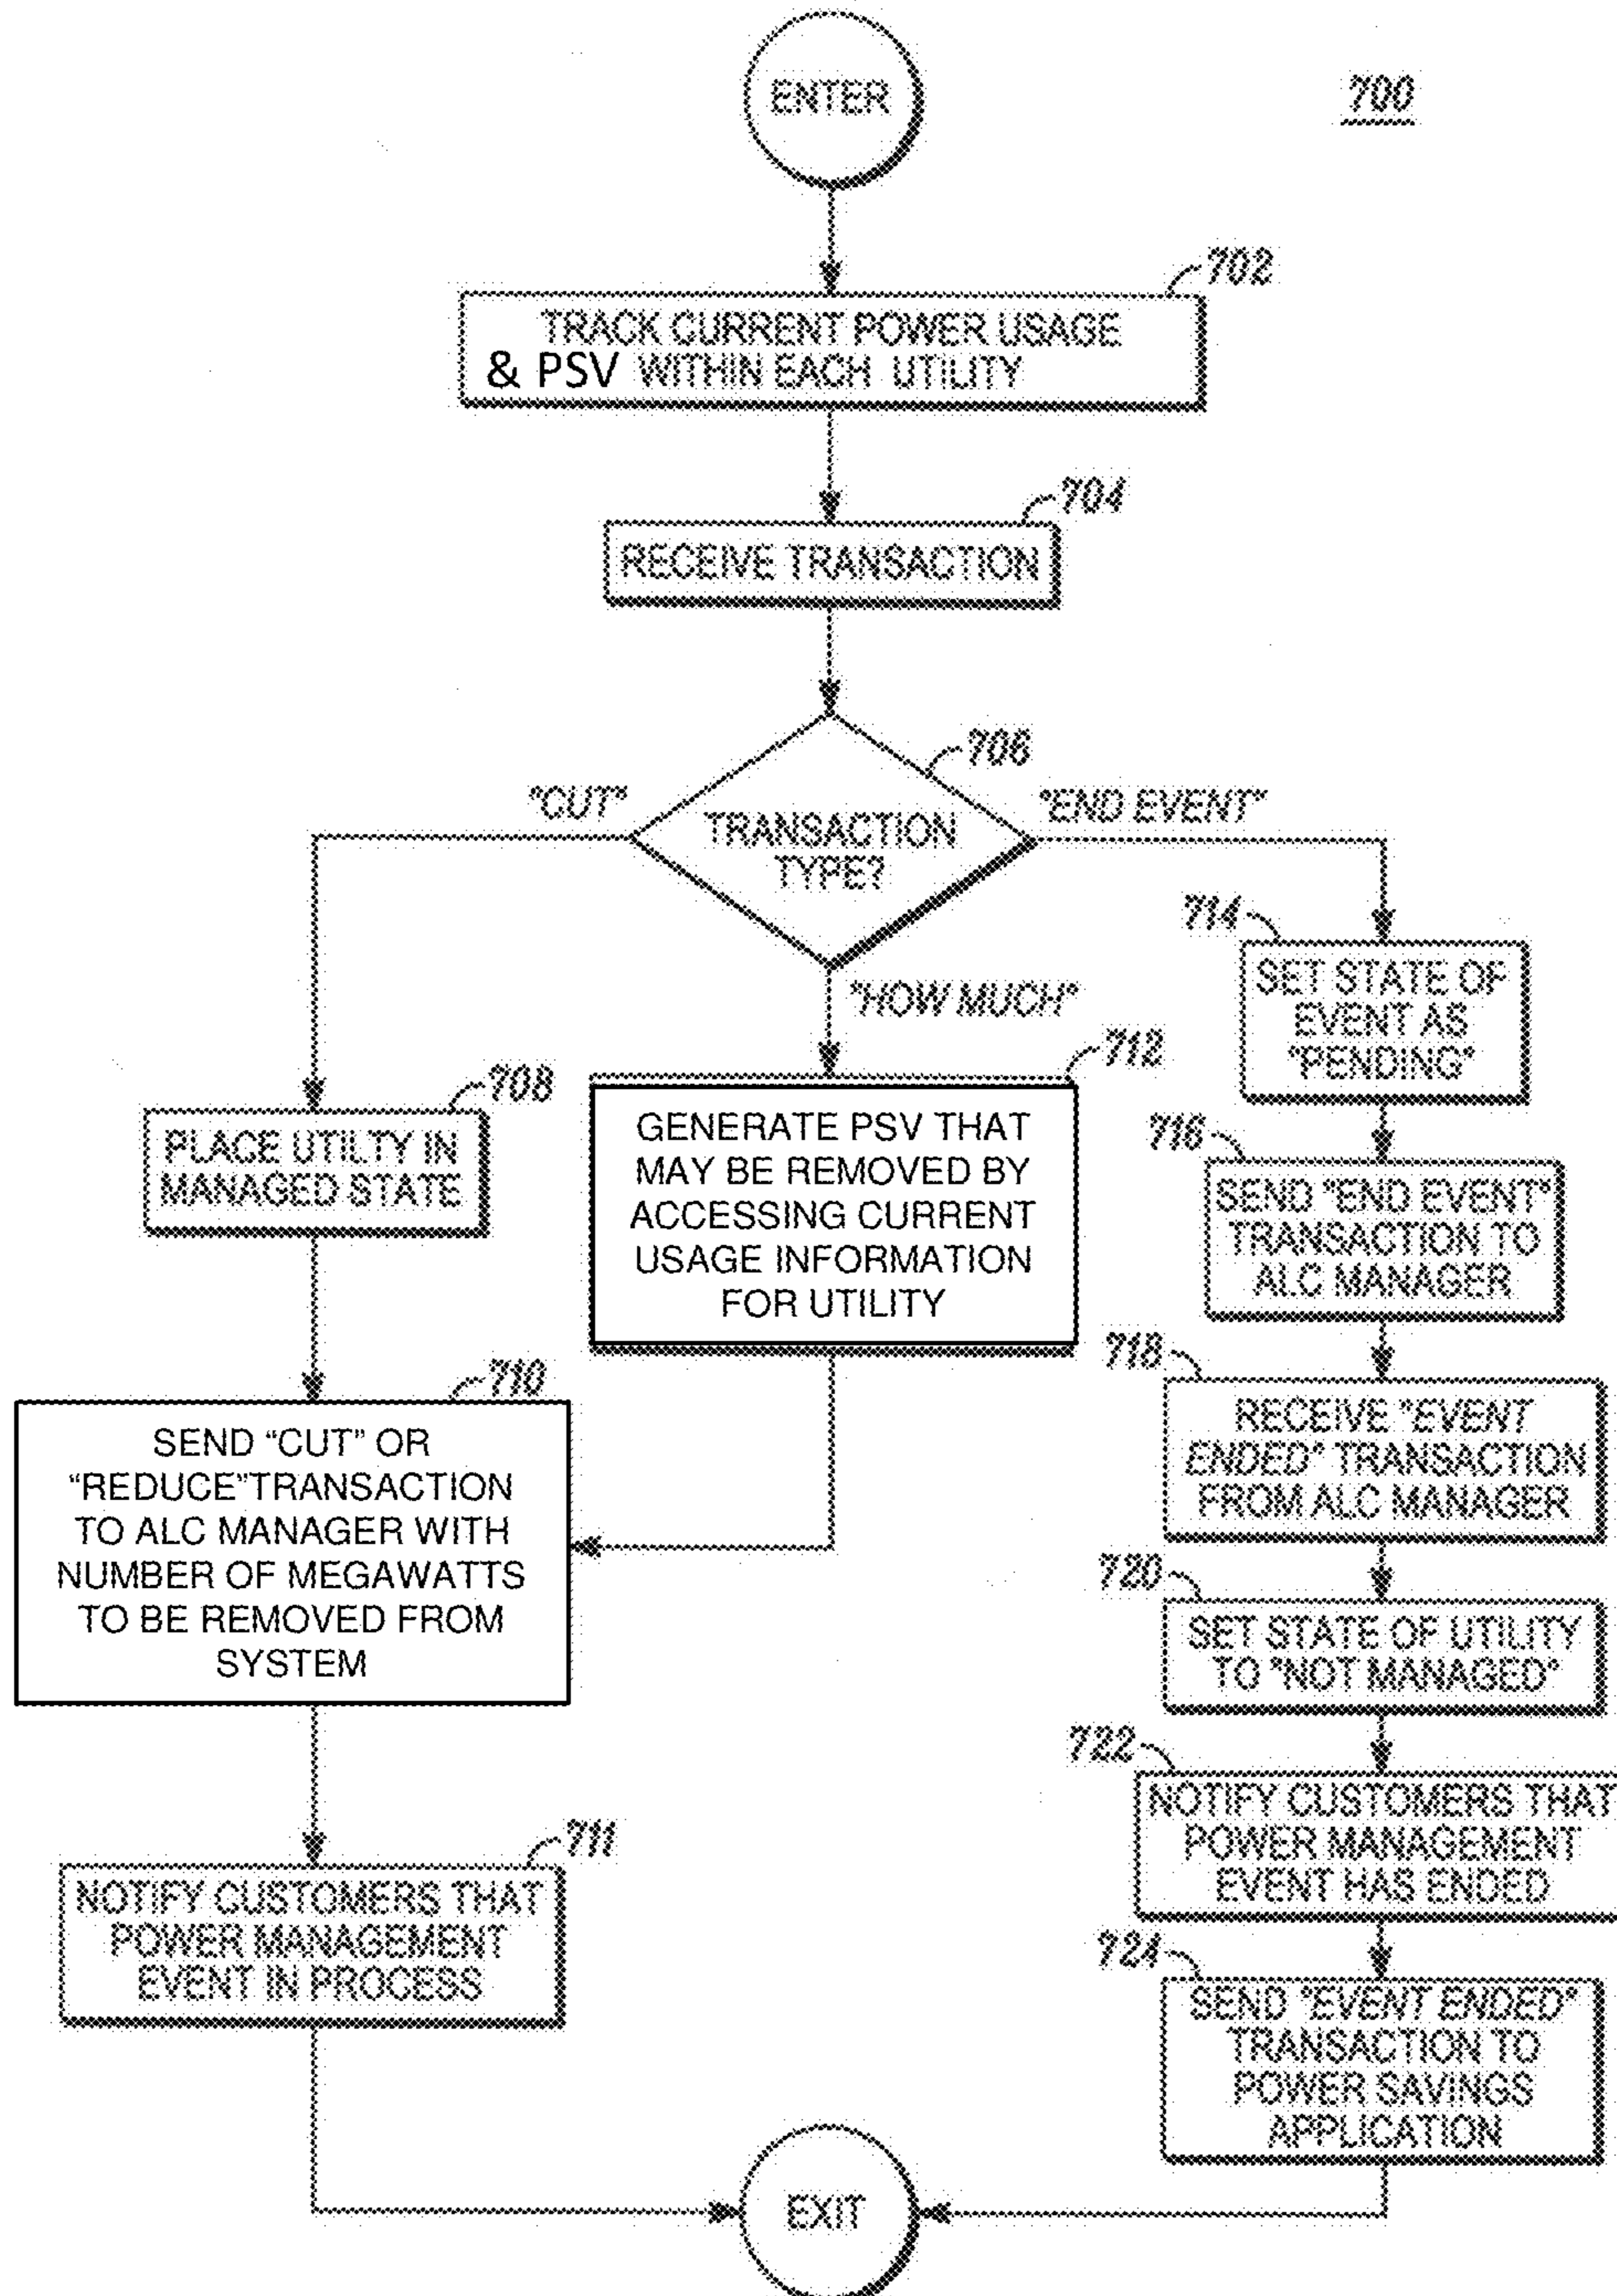 ENTER
700
702
TRACK CURRENT POWER USAGE
& PSV WITHIN EACH UTILITY
704
RECEIVE TRANSACTION
706
"CUT"
"END EVENT"
TRANSACTION
TYPE?
"HOW MUCH"
708
PLACE UTILTY IN
MANAGED STATE
712
GENERATE PSV THAT
MAY BE REMOVED BY
ACCESSING CURRENT
USAGE INFORMATION
FOR UTILITY
710
SEND “CUT” OR
“REDUCE”TRANSACTION
TO ALC MANAGER WITH
NUMBER OF MEGAWATTS
TO BE REMOVED FROM
SYSTEM
711
NOTIFY CUSTOMERS THAT
POWER MANAGEMENT
EVENT IN PROCESS
714
SET STATE OF
EVENT AS
"PENDING"
716
SEND "END EVENT"
TRANSACTION TO
ALC MANAGER
718
RECEIVE "EVENT
ENDED" TRANSACTION
FROM ALC MANAGER
720
SET STATE OF UTILITY
TO "NOT MANAGED"
722
NOTIFY CUSTOMERS THAT
POWER MANAGEMENT
EVENT HAS ENDED
724
SEND "EVENT ENDED"
TRANSACTION TO
POWER SAVINGS
APPLICATION
EXIT